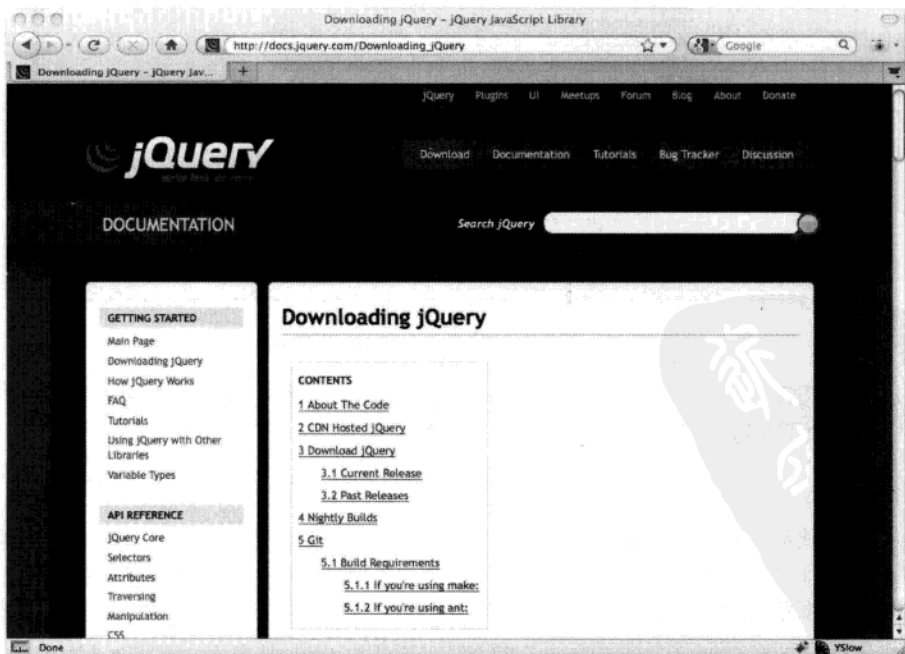 Downloading jQuery – jQuery JavaScript Library
http://docs.jquery.com/Downloading_jQuery
Google
Downloading jQuery – jQuery Jav...
+
jQuery Plugins UI Meetups Forum Blog About Donate
jQuery
Download Documentation Tutorials Bug Tracker Discussion
DOCUMENTATION
Search jQuery
GETTING STARTED
Main Page
Downloading jQuery
How jQuery Works
FAQ
Tutorials
Using jQuery with Other
Libraries
Variable Types
API REFERENCE
jQuery Core
Selectors
Attributes
Traversing
Manipulation
CSS
Downloading jQuery
CONTENTS
1 About The Code
2 CDN Hosted jQuery
3 Download jQuery
3.1 Current Release
3.2 Past Releases
4 Nightly Builds
5 Git
5.1 Build Requirements
5.1.1 If you're using make:
5.1.2 If you're using ant:
Done
YSlow